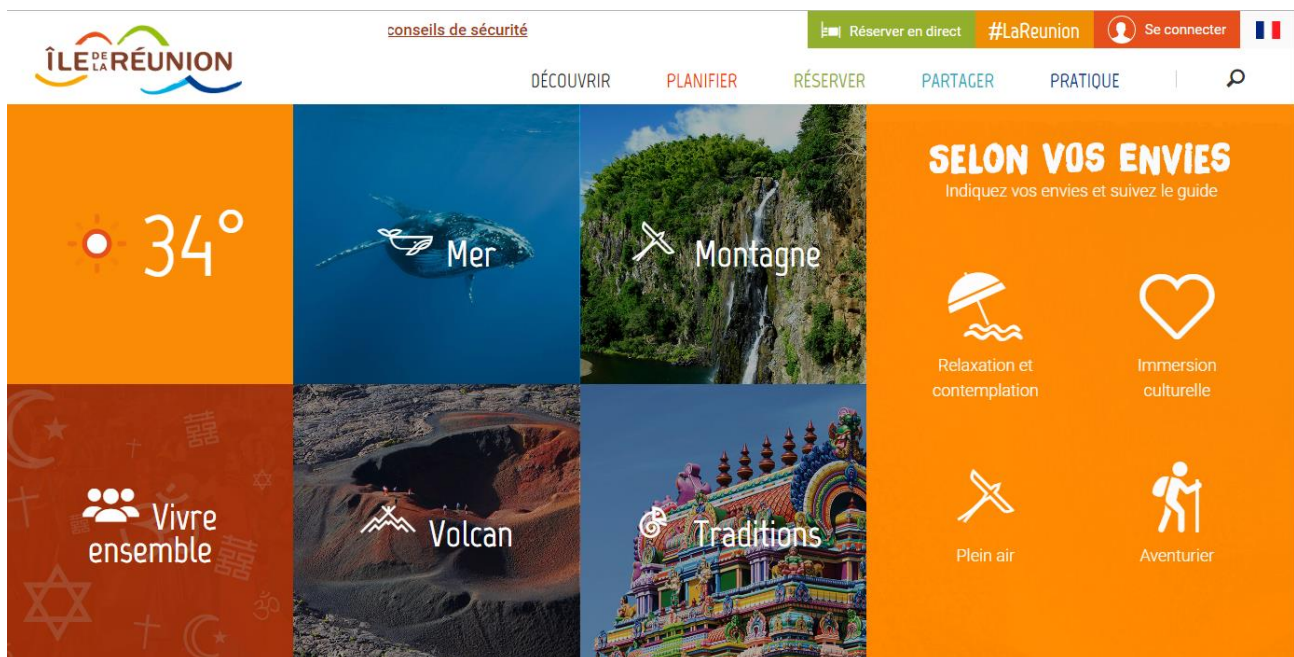 conseils de sécurité
Réserver en direct
#LaReunion
Se connecter
ÎLE DE LA RÉUNION
DÉCOUVRIR
PLANIFIER
RÉSERVER
PARTAGER
PRATIQUE
34°
Mer
Montagne
SELON VOS ENVIES
Indiquez vos envies et suivez le guide
Relaxation et
contemplation
Immersion
culturelle
Vivre
ensemble
Volcan
Traditions
Plein air
Aventurier
囍
囍
ॐ